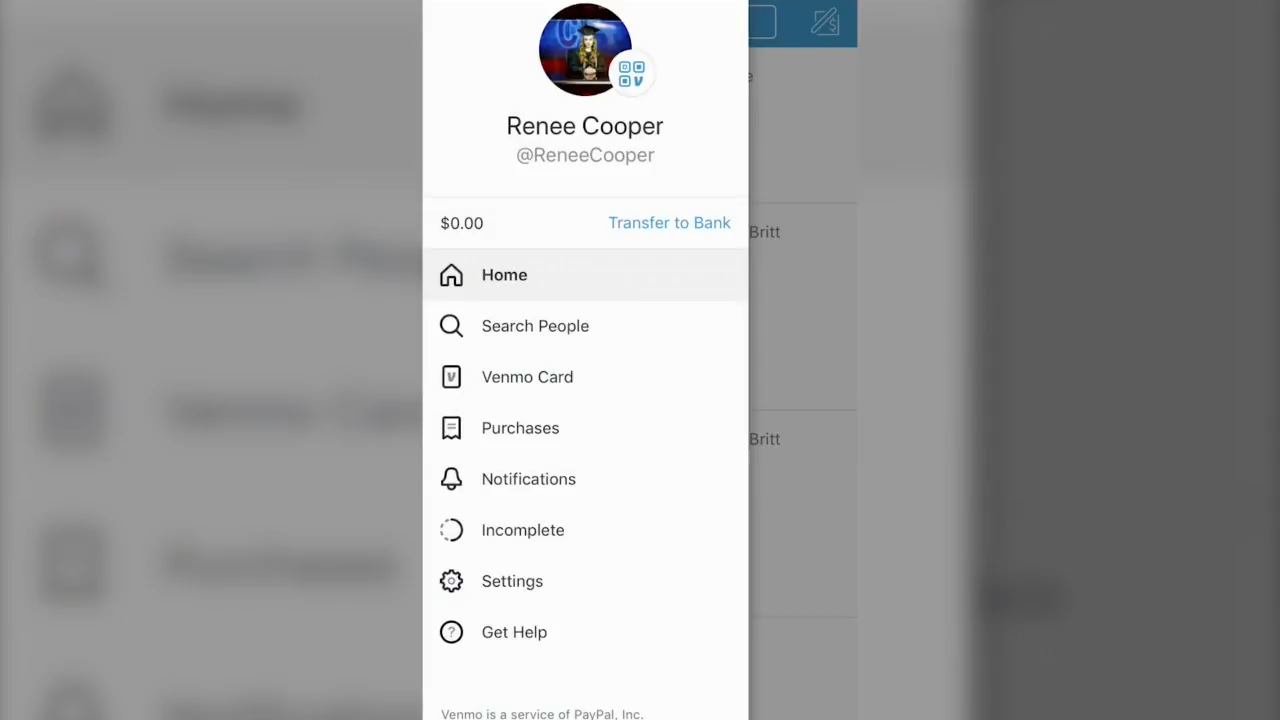 Renee Cooper
@ReneeCooper
$0.00 Transfer to Bank
Home
Search People
Venmo Card
Purchases
Notifications
Incomplete
Settings
Get Help
Venmo is a service of PayPal, Inc.
e
Britt
Britt